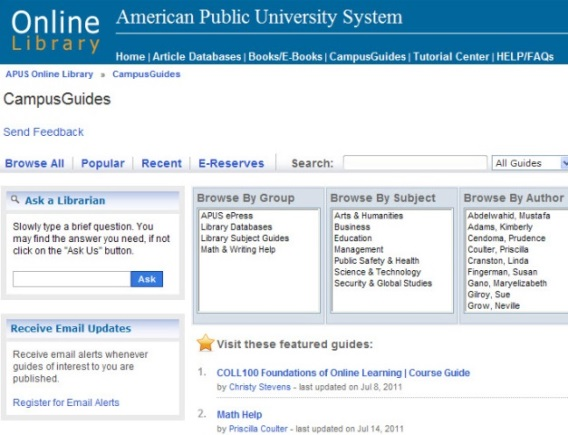 Online
Library
American Public University System
Home | Article Databases | Books/E-Books | CampusGuides | Tutorial Center | HELP/FAQs
APUS Online Library » CampusGuides
CampusGuides
Send Feedback
Browse All | Popular | Recent | E-Reserves Search: All Guides
Ask a Librarian
Slowly type a brief question. You
may find the answer you need, if not
click on the "Ask Us" button.
Ask
Receive Email Updates
Receive email alerts whenever
guides of interest to you are
published.
Register for Email Alerts
Browse By Group
APUS ePress
Library Databases
Library Subject Guides
Math & Writing Help
Browse By Subject
Arts & Humanities
Business
Education
Management
Public Safety & Health
Science & Technology
Security & Global Studies
Browse By Author
Abdelwahid, Mustafa
Adams, Kimberly
Cendoma, Prudence
Coulter, Priscilla
Cranston, Linda
Fingerman, Susan
Gano, Maryelizabeth
Gilroy, Sue
Grow, Neville
Visit these featured guides:
1. COLL100 Foundations of Online Learning | Course Guide
by Christy Stevens - last updated on Jul 8, 2011
2. Math Help
by Priscilla Coulter - last updated on Jul 14, 2011